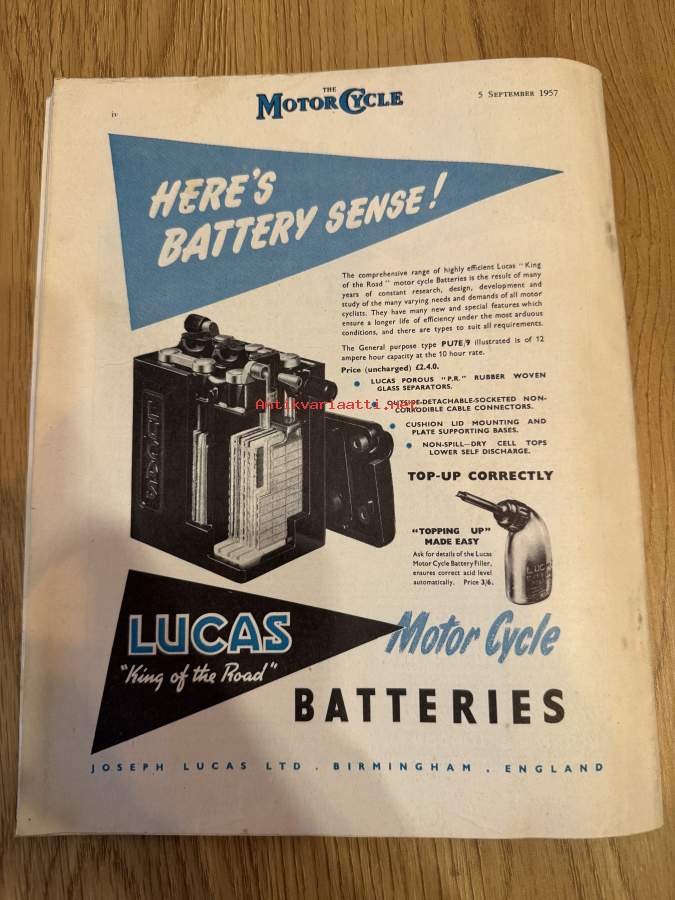 iv
THE
MOTOR CYCLE
5 SEPTEMBER 1957
HERE'S
BATTERY SENSE!
The comprehensive range of highly efficient Lucas "King
of the Road" motor cycle Batteries is the result of many
years of constant research, design, development and
study of the many varying needs and demands of all motor
cyclists. They have many new and special features which
ensure a longer life of efficiency under the most arduous
conditions, and there are types to suit all requirements.
The General purpose type PU7E/9 illustrated is of 12
ampere hour capacity at the 10 hour rate.
Price (uncharged) £2.4.0.
LUCAS POROUS "P.R." RUBBER WOVEN
GLASS SEPARATORS.
Antikvariaatti.net
OUTSIDE-DETACHABLE-SOCKETED NON-
CORRODIBLE CABLE CONNECTORS.
CUSHION LID MOUNTING AND
PLATE SUPPORTING BASES.
NON-SPILL—DRY CELL TOPS
LOWER SELF DISCHARGE.
TOP-UP CORRECTLY
"TOPPING UP"
MADE EASY
Ask for details of the Lucas
Motor Cycle Battery Filler,
ensures correct acid level
automatically. Price 3/6.
LUCAS
LUCAS
LUCAS
"King of the Road"
Motor Cycle
BATTERIES
JOSEPH LUCAS LTD . BIRMINGHAM . ENGLAND